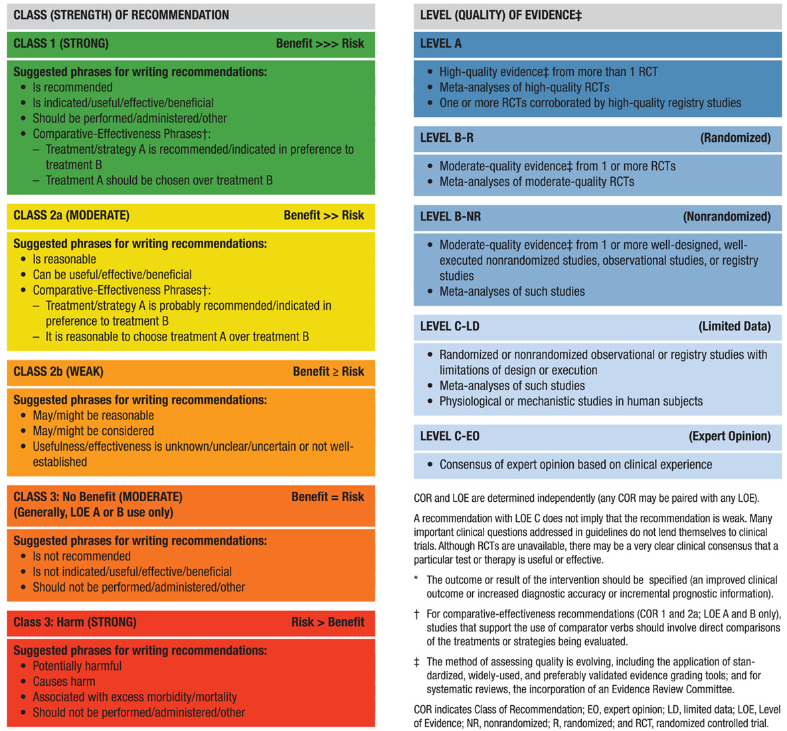 CLASS (STRENGTH) OF RECOMMENDATION
CLASS 1 (STRONG) Benefit >>> Risk
Suggested phrases for writing recommendations:
• Is recommended
• Is indicated/useful/effective/beneficial
• Should be performed/administered/other
• Comparative-Effectiveness Phrases†:
– Treatment/strategy A is recommended/indicated in preference to
treatment B
– Treatment A should be chosen over treatment B
CLASS 2a (MODERATE) Benefit >> Risk
Suggested phrases for writing recommendations:
• Is reasonable
• Can be useful/effective/beneficial
• Comparative-Effectiveness Phrases†:
– Treatment/strategy A is probably recommended/indicated in
preference to treatment B
– It is reasonable to choose treatment A over treatment B
CLASS 2b (WEAK) Benefit ≥ Risk
Suggested phrases for writing recommendations:
• May/might be reasonable
• May/might be considered
• Usefulness/effectiveness is unknown/unclear/uncertain or not well-
established
CLASS 3: No Benefit (MODERATE) Benefit = Risk
(Generally, LOE A or B use only)
Suggested phrases for writing recommendations:
• Is not recommended
• Is not indicated/useful/effective/beneficial
• Should not be performed/administered/other
Class 3: Harm (STRONG) Risk > Benefit
Suggested phrases for writing recommendations:
• Potentially harmful
• Causes harm
• Associated with excess morbidity/mortality
• Should not be performed/administered/other
LEVEL (QUALITY) OF EVIDENCE‡
LEVEL A
• High-quality evidence‡ from more than 1 RCT
• Meta-analyses of high-quality RCTs
• One or more RCTs corroborated by high-quality registry studies
LEVEL B-R (Randomized)
• Moderate-quality evidence‡ from 1 or more RCTs
• Meta-analyses of moderate-quality RCTs
LEVEL B-NR (Nonrandomized)
• Moderate-quality evidence‡ from 1 or more well-designed, well-
executed nonrandomized studies, observational studies, or registry
studies
• Meta-analyses of such studies
LEVEL C-LD (Limited Data)
• Randomized or nonrandomized observational or registry studies with
limitations of design or execution
• Meta-analyses of such studies
• Physiological or mechanistic studies in human subjects
LEVEL C-EO (Expert Opinion)
• Consensus of expert opinion based on clinical experience
COR and LOE are determined independently (any COR may be paired with any LOE).
A recommendation with LOE C does not imply that the recommendation is weak. Many
important clinical questions addressed in guidelines do not lend themselves to clinical
trials. Although RCTs are unavailable, there may be a very clear clinical consensus that a
particular test or therapy is useful or effective.
* The outcome or result of the intervention should be specified (an improved clinical
outcome or increased diagnostic accuracy or incremental prognostic information).
† For comparative-effectiveness recommendations (COR 1 and 2a; LOE A and B only),
studies that support the use of comparator verbs should involve direct comparisons
of the treatments or strategies being evaluated.
‡ The method of assessing quality is evolving, including the application of stan-
dardized, widely-used, and preferably validated evidence grading tools; and for
systematic reviews, the incorporation of an Evidence Review Committee.
COR indicates Class of Recommendation; EO, expert opinion; LD, limited data; LOE, Level
of Evidence; NR, nonrandomized; R, randomized; and RCT, randomized controlled trial.